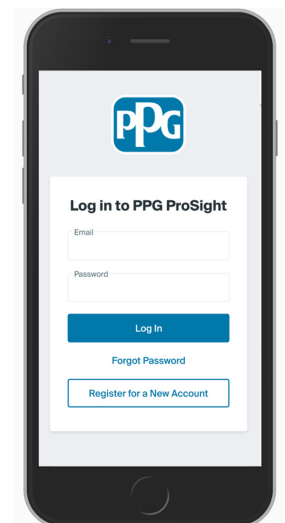 PPG
Log in to PPG ProSight
Email
Password
Log In
Forgot Password
Register for a New Account